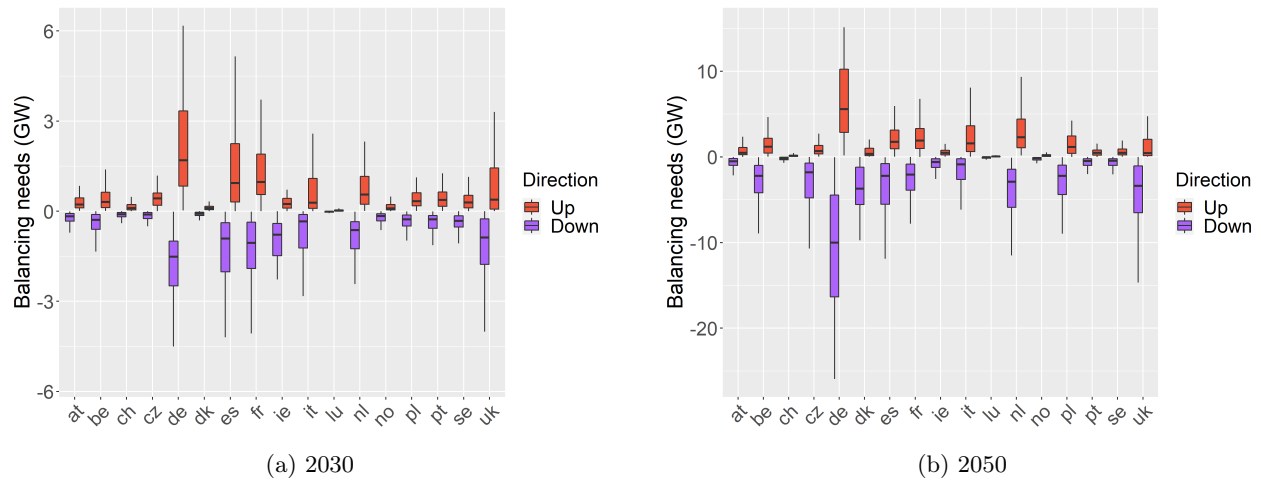 Balancing needs (GW)
6
3
0
-3
-6
at be ch cz de dk es fr ie it lu nl no pl pt se uk
Direction
Up
Down
(a) 2030
Balancing needs (GW)
10
0
-10
-20
at be ch cz de dk es fr ie it lu nl no pl pt se uk
Direction
Up
Down
(b) 2050